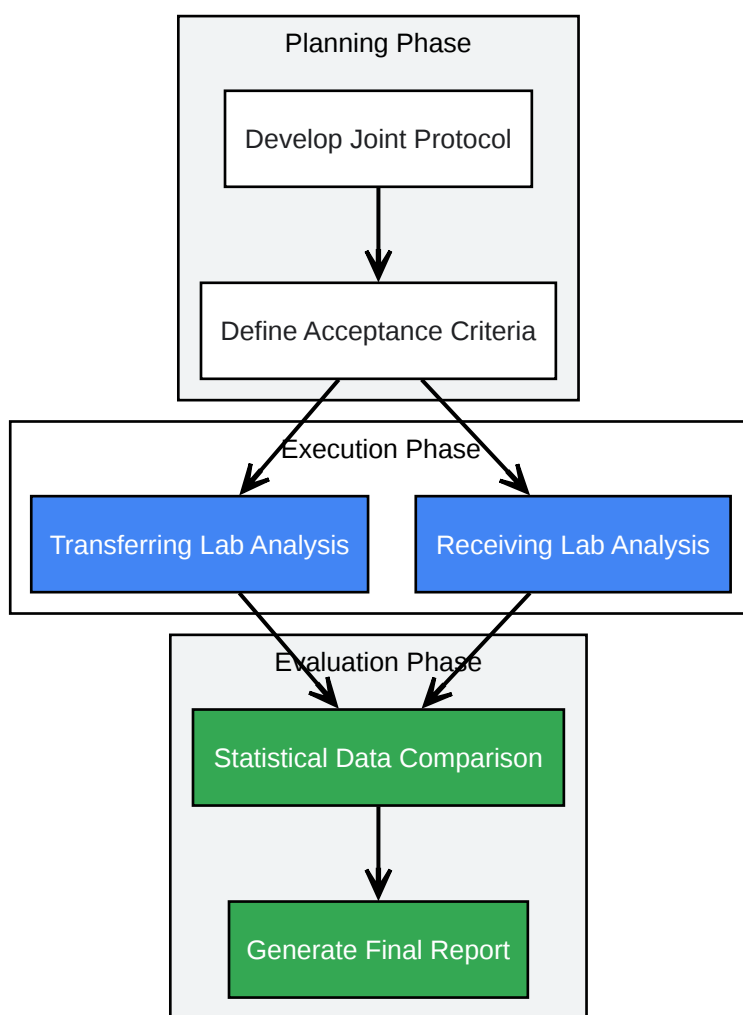 Planning Phase
Develop Joint Protocol
Define Acceptance Criteria
Execution Phase
Transferring Lab Analysis
Receiving Lab Analysis
Evaluation Phase
Statistical Data Comparison
Generate Final Report